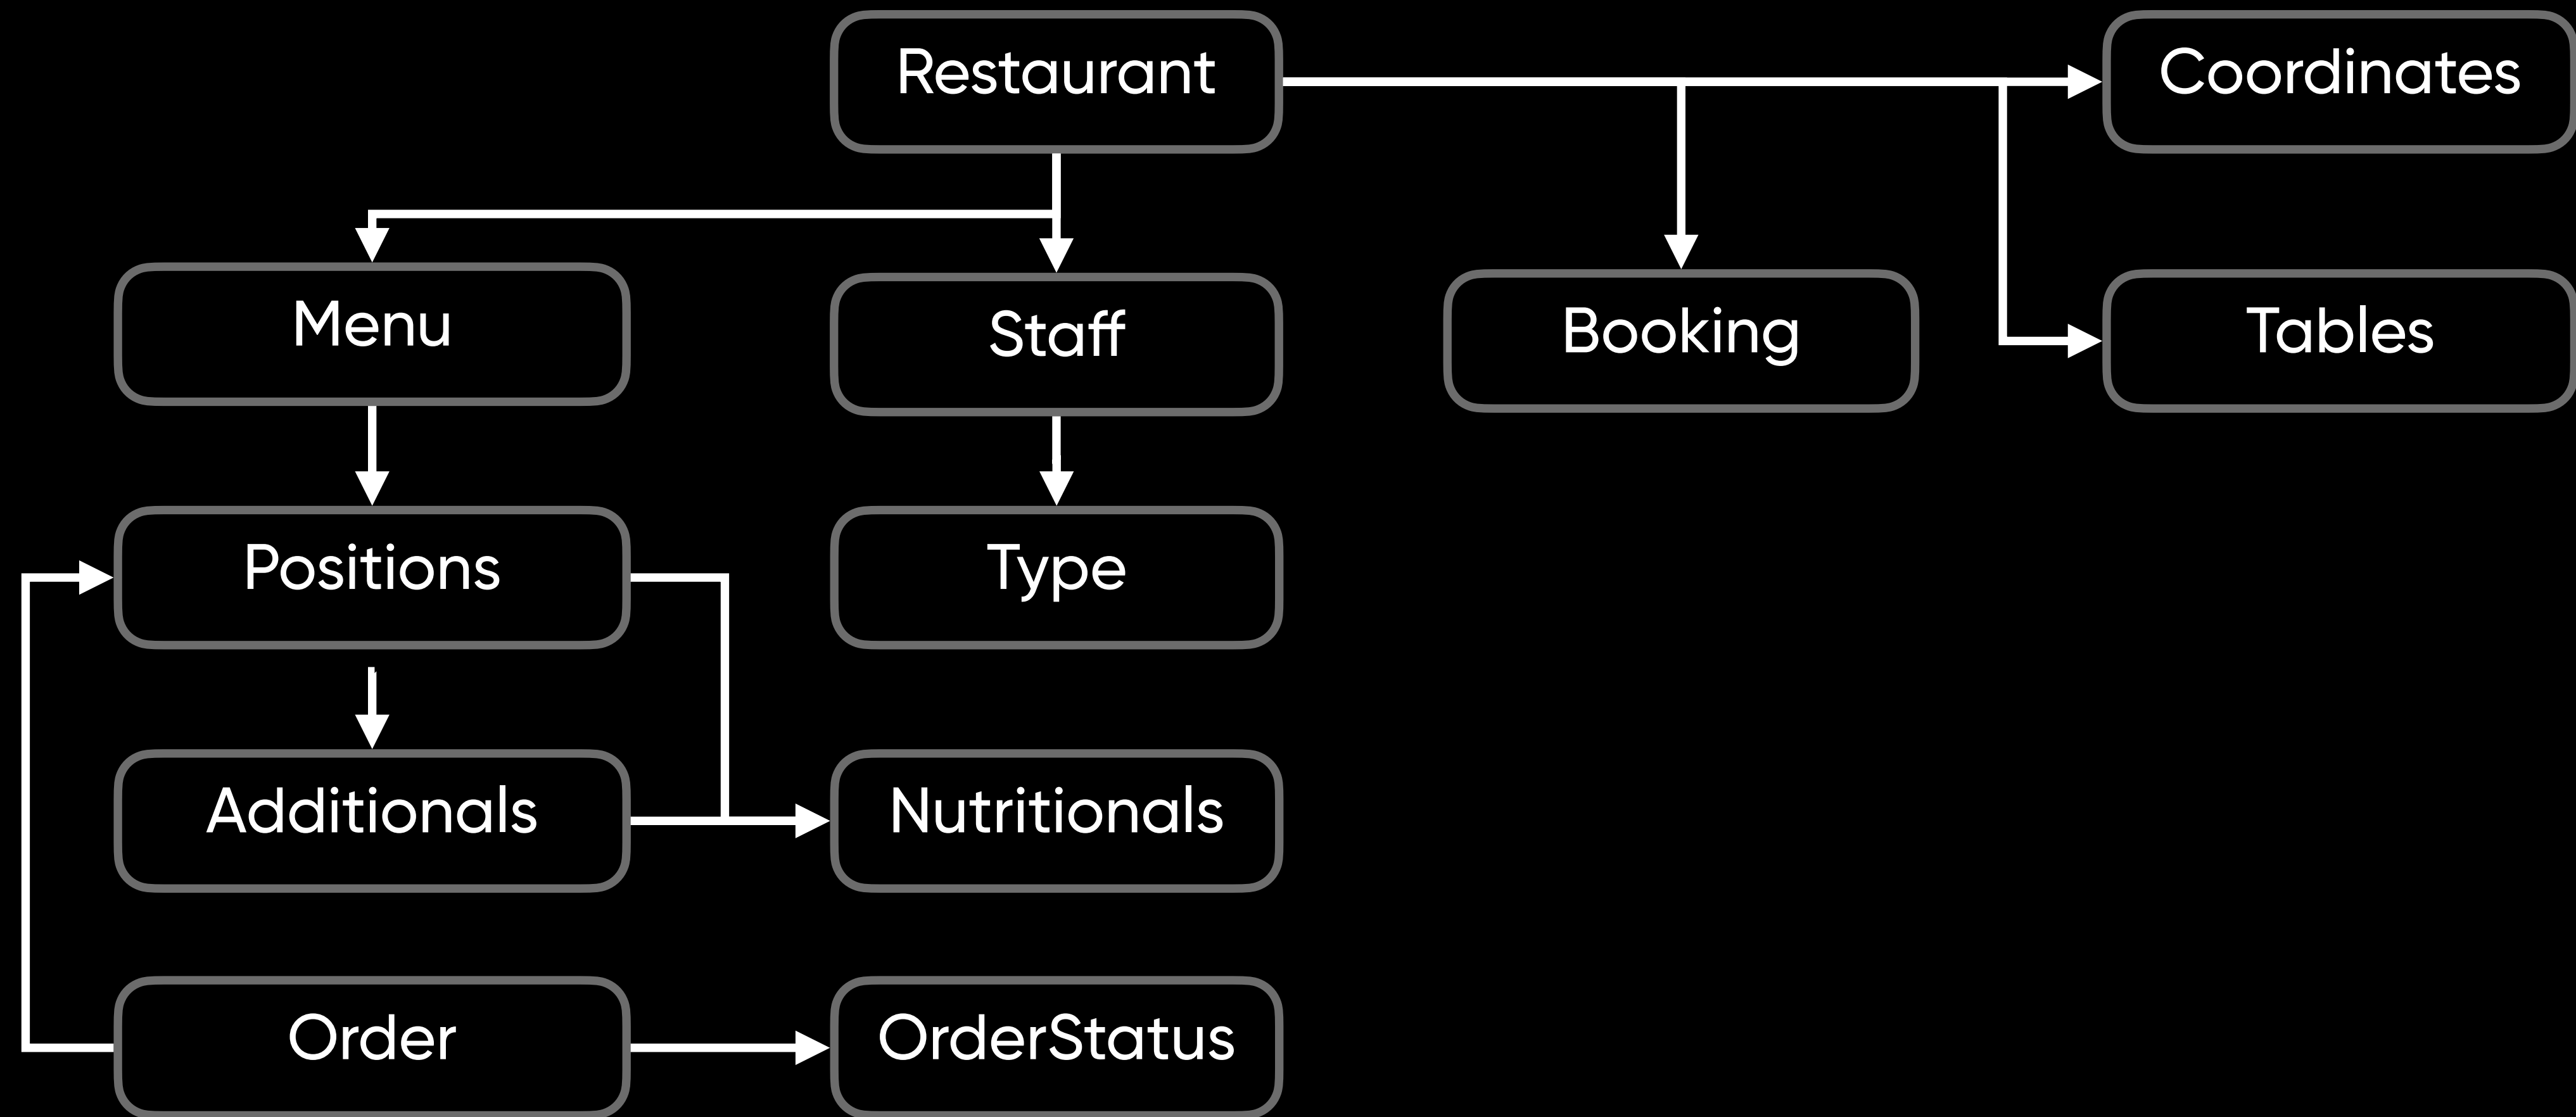 Restaurant
Coordinates
Menu
Staff
Booking
Tables
Positions
Type
Additionals
Nutritionals
Order
OrderStatus